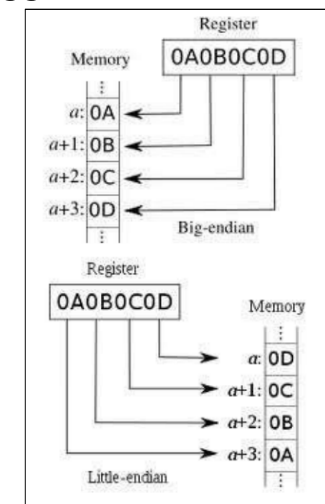 Register
0A0B0C0D
Memory
⋮
a: 0A
a+1: 0B
a+2: 0C
a+3: 0D
⋮
Big-endian
Register
0A0B0C0D
Memory
⋮
a: 0D
a+1: 0C
a+2: 0B
a+3: 0A
⋮
Little-endian